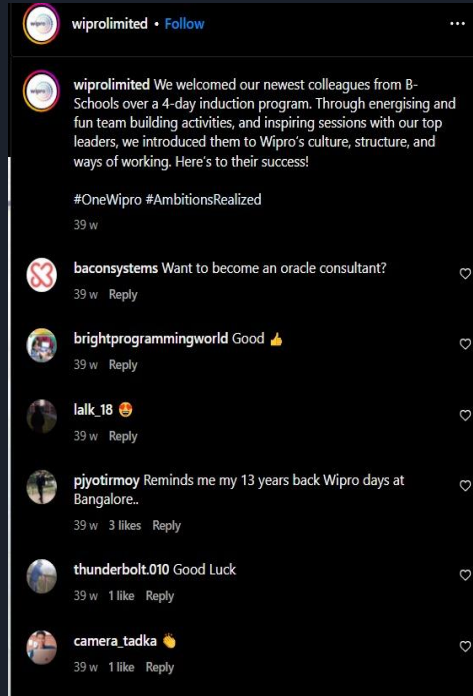 wiprolimited • Follow
wiprolimited We welcomed our newest colleagues from B-
Schools over a 4-day induction program. Through energising and
fun team building activities, and inspiring sessions with our top
leaders, we introduced them to Wipro's culture, structure, and
ways of working. Here's to their success!
#OneWipro #AmbitionsRealized
39 w
baconsystems Want to become an oracle consultant?
39 w Reply
brightprogrammingworld Good 👍
39 w Reply
lalk_18 😍
39 w Reply
pjyotirmoy Reminds me my 13 years back Wipro days at
Bangalore..
39 w 3 likes Reply
thunderbolt.010 Good Luck
39 w 1 like Reply
camera_tadka 👏
39 w 1 like Reply